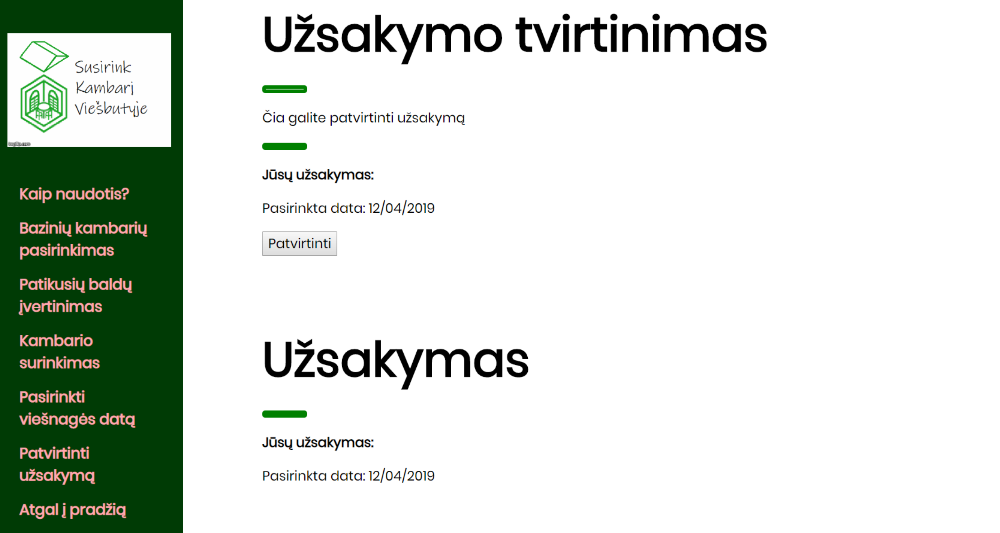 Susirink
Kambarį
Viešbutyje
imgflip.com
Kaip naudotis?
Bazinių kambarių
pasirinkimas
Patikusių baldų
įvertinimas
Kambario
surinkimas
Pasirinkti
viešnagės datą
Patvirtinti
užsakymą
Atgal į pradžią
Užsakymo tvirtinimas
Čia galite patvirtinti užsakymą
Jūsų užsakymas:
Pasirinkta data: 12/04/2019
Patvirtinti
Užsakymas
Jūsų užsakymas:
Pasirinkta data: 12/04/2019